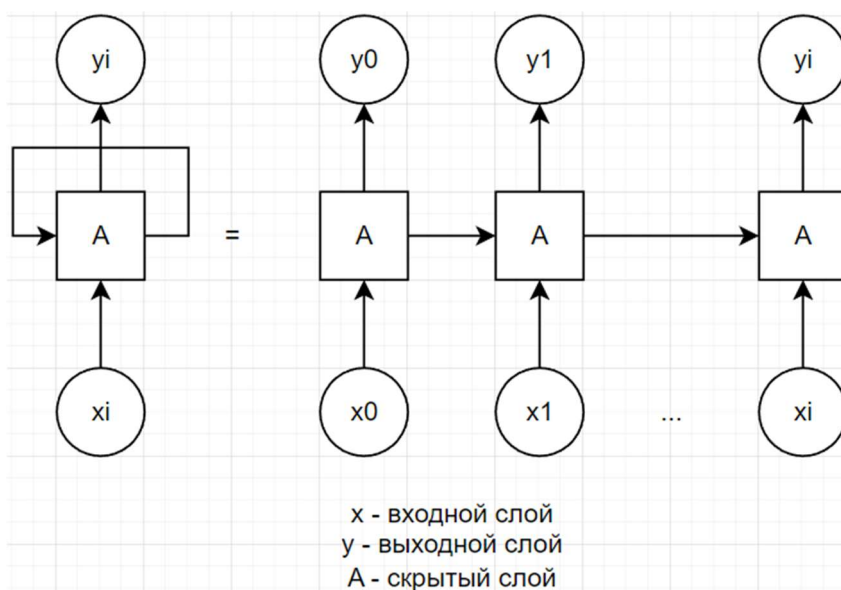 yi y0 y1 yi
A = A A A
xi x0 x1 ... xi
x - входной слой
y - выходной слой
A - скрытый слой